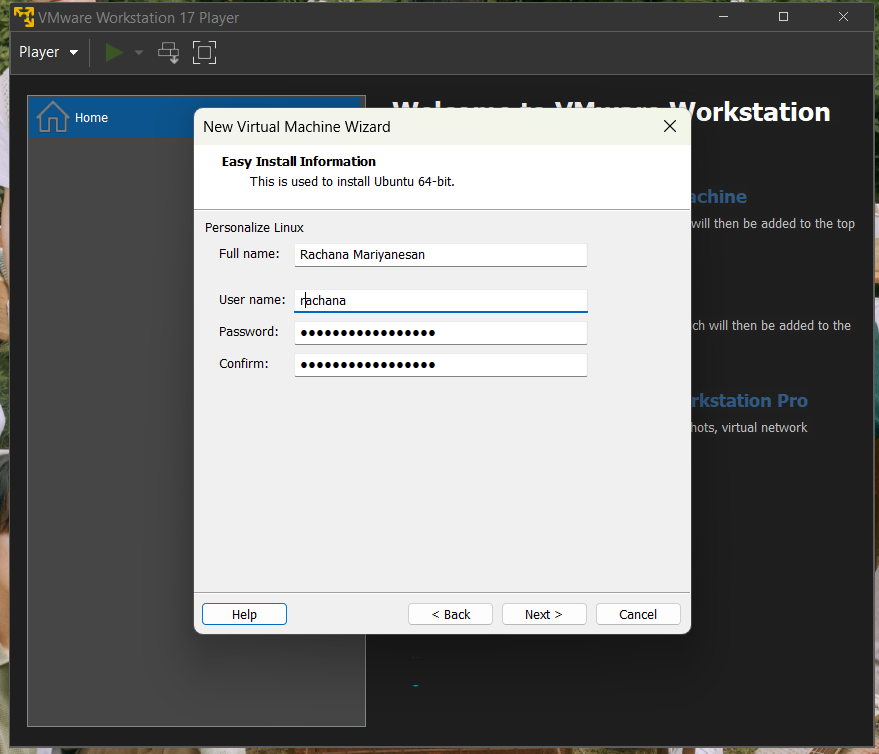 VMware Workstation 17 Player
Player
Home
Welcome to VMware Workstation
New Virtual Machine Wizard
Easy Install Information
This is used to install Ubuntu 64-bit.
achine
will then be added to the top
Personalize Linux
Full name: Rachana Mariyanesan
User name: rachana
Password: ●●●●●●●●●●●●●●●●●
Confirm: ●●●●●●●●●●●●●●●●●
ch will then be added to the
rkstation Pro
hots, virtual network
Help < Back Next > Cancel